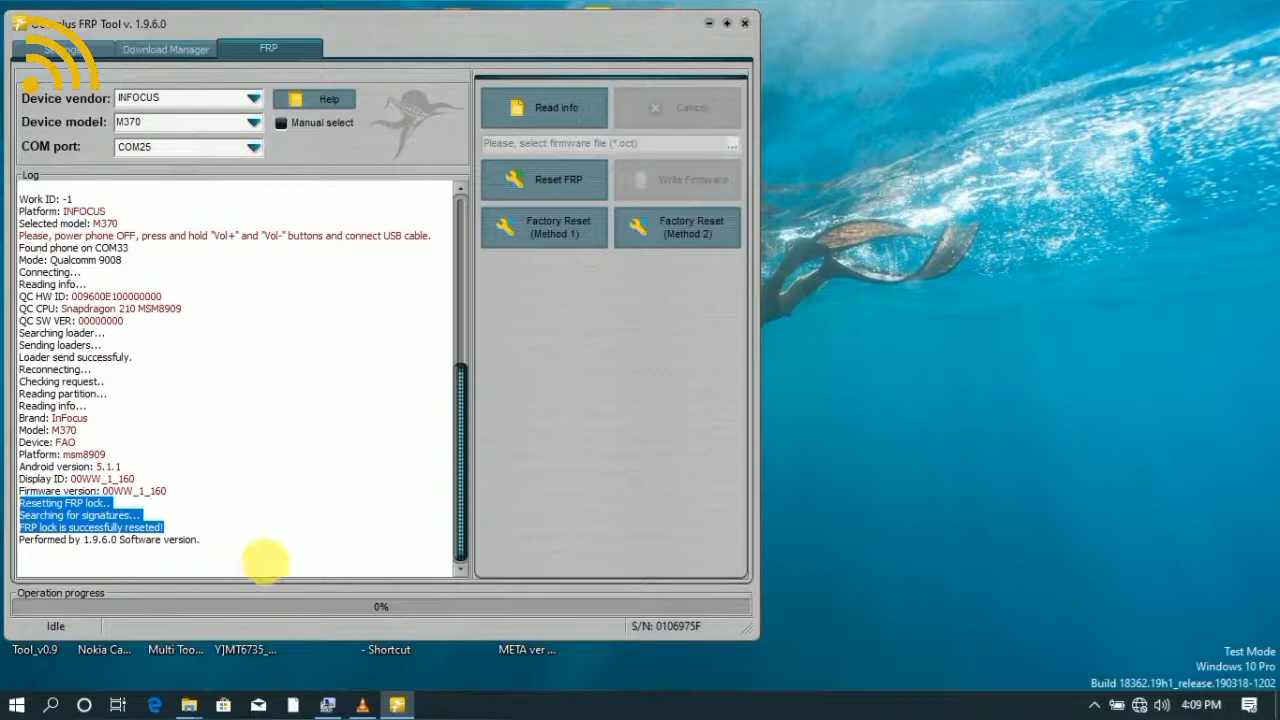 FRP Tool v. 1.9.6.0
Download Manager
FRP
Device vendor: INFOCUS
Help
Device model: M370
Manual select
COM port: COM25
Read info
Cancel
Please, select firmware file (*.oct)
...
Reset FRP
Write Firmware
Factory Reset
(Method 1)
Factory Reset
(Method 2)
Log
Work ID: -1
Platform: INFOCUS
Selected model: M370
Please, power phone OFF, press and hold "Vol+" and "Vol-" buttons and connect USB cable.
Found phone on COM33
Mode: Qualcomm 9008
Connecting...
Reading info...
QC HW ID: 009600E100000000
QC CPU: Snapdragon 210 MSM8909
QC SW VER: 00000000
Searching loader...
Sending loaders...
Loader send successfuly.
Reconnecting...
Checking request..
Reading partition...
Reading info...
Brand: InFocus
Model: M370
Device: FAO
Platform: msm8909
Android version: 5.1.1
Display ID: 00WW_1_160
Firmware version: 00WW_1_160
Resetting FRP lock..
Searching for signatures...
FRP lock is successfully reseted!
Performed by 1.9.6.0 Software version.
Operation progress
0%
Idle
S/N: 0106975F
Tool_v0.9
Nokia Ca...
Multi Too...
YJMT6735_...
- Shortcut
META ver ...
Test Mode
Windows 10 Pro
Build 18362.19h1_release.190318-1202
4:09 PM